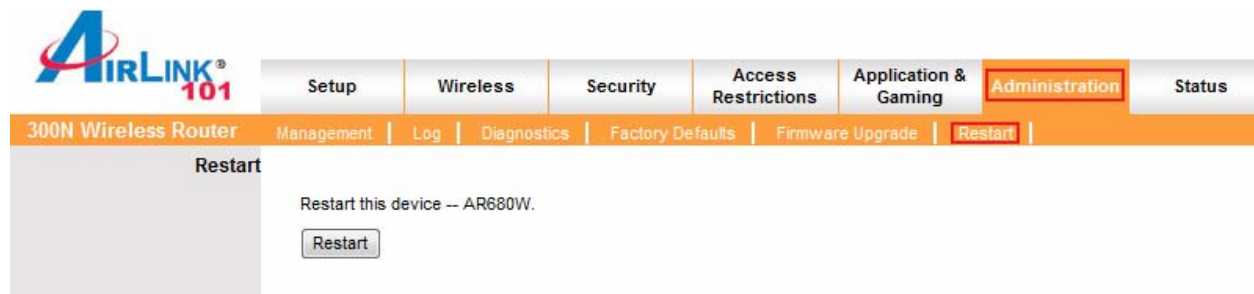 AIRLINK®
101
Setup
Wireless
Security
Access
Restrictions
Application &
Gaming
Administration
Status
300N Wireless Router
Management | Log | Diagnostics | Factory Defaults | Firmware Upgrade | Restart |
Restart
Restart this device -- AR680W.
Restart